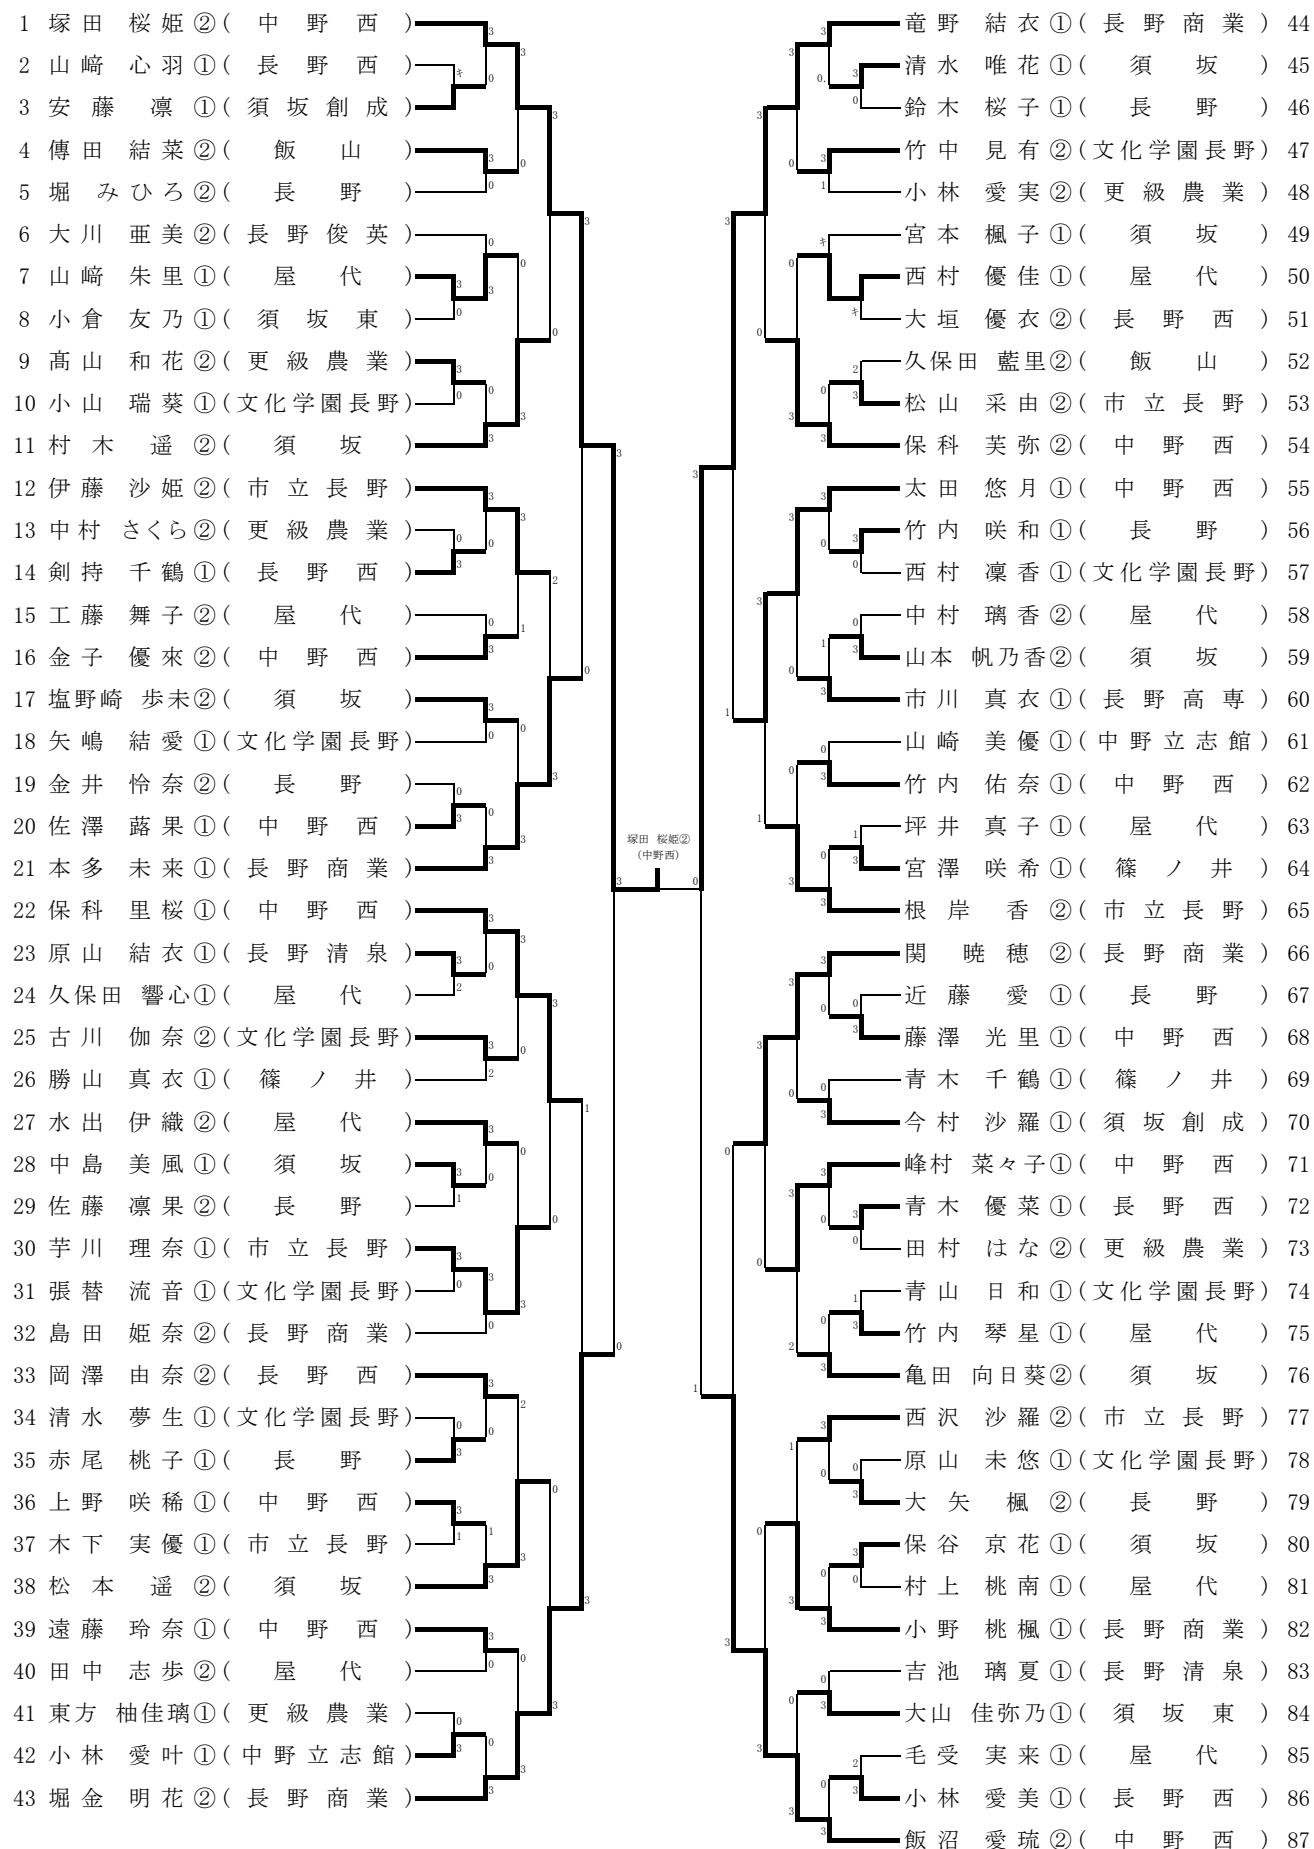 1 塚田 桜姫②(中野西)
2 山﨑 心羽①(長野西)
3 安藤 凛①(須坂創成)
4 傳田 結菜②(飯山)
5 堀 みひろ②(長野)
6 大川 亜美②(長野俊英)
7 山﨑 朱里①(屋代)
8 小倉 友乃①(須坂東)
9 髙山 和花②(更級農業)
10 小山 瑞葵①(文化学園長野)
11 村木 遥②(須坂)
12 伊藤 沙姫②(市立長野)
13 中村 さくら②(更級農業)
14 剣持 千鶴①(長野西)
15 工藤 舞子②(屋代)
16 金子 優來②(中野西)
17 塩野崎 歩未②(須坂)
18 矢嶋 結愛①(文化学園長野)
19 金井 怜奈②(長野)
20 佐澤 蕗果①(中野西)
21 本多 未来①(長野商業)
22 保科 里桜①(中野西)
23 原山 結衣①(長野清泉)
24 久保田 響心①(屋代)
25 古川 伽奈②(文化学園長野)
26 勝山 真衣①(篠ノ井)
27 水出 伊織②(屋代)
28 中島 美風①(須坂)
29 佐藤 凛果②(長野)
30 芋川 理奈①(市立長野)
31 張替 流音①(文化学園長野)
32 島田 姫奈②(長野商業)
33 岡澤 由奈②(長野西)
34 清水 夢生①(文化学園長野)
35 赤尾 桃子①(長野)
36 上野 咲稀①(中野西)
37 木下 実優①(市立長野)
38 松本 遥②(須坂)
39 遠藤 玲奈①(中野西)
40 田中 志歩②(屋代)
41 東方 柚佳璃①(更級農業)
42 小林 愛叶①(中野立志館)
43 堀金 明花②(長野商業)
塚田 桜姫②
(中野西)
竜野 結衣①(長野商業) 44
清水 唯花①(須坂) 45
鈴木 桜子①(長野) 46
竹中 見有②(文化学園長野) 47
小林 愛実②(更級農業) 48
宮本 楓子①(須坂) 49
西村 優佳①(屋代) 50
大垣 優衣②(長野西) 51
久保田 藍里②(飯山) 52
松山 采由②(市立長野) 53
保科 芙弥②(中野西) 54
太田 悠月①(中野西) 55
竹内 咲和①(長野) 56
西村 凜香①(文化学園長野) 57
中村 璃香②(屋代) 58
山本 帆乃香②(須坂) 59
市川 真衣①(長野高専) 60
山崎 美優①(中野立志館) 61
竹内 佑奈①(中野西) 62
坪井 真子①(屋代) 63
宮澤 咲希①(篠ノ井) 64
根岸 香②(市立長野) 65
関 暁穂②(長野商業) 66
近藤 愛①(長野) 67
藤澤 光里①(中野西) 68
青木 千鶴①(篠ノ井) 69
今村 沙羅①(須坂創成) 70
峰村 菜々子①(中野西) 71
青木 優菜①(長野西) 72
田村 はな②(更級農業) 73
青山 日和①(文化学園長野) 74
竹内 琴星①(屋代) 75
亀田 向日葵②(須坂) 76
西沢 沙羅②(市立長野) 77
原山 未悠①(文化学園長野) 78
大矢 楓②(長野) 79
保谷 京花①(須坂) 80
村上 桃南①(屋代) 81
小野 桃楓①(長野商業) 82
吉池 璃夏①(長野清泉) 83
大山 佳弥乃①(須坂東) 84
毛受 実来①(屋代) 85
小林 愛美①(長野西) 86
飯沼 愛琉②(中野西) 87